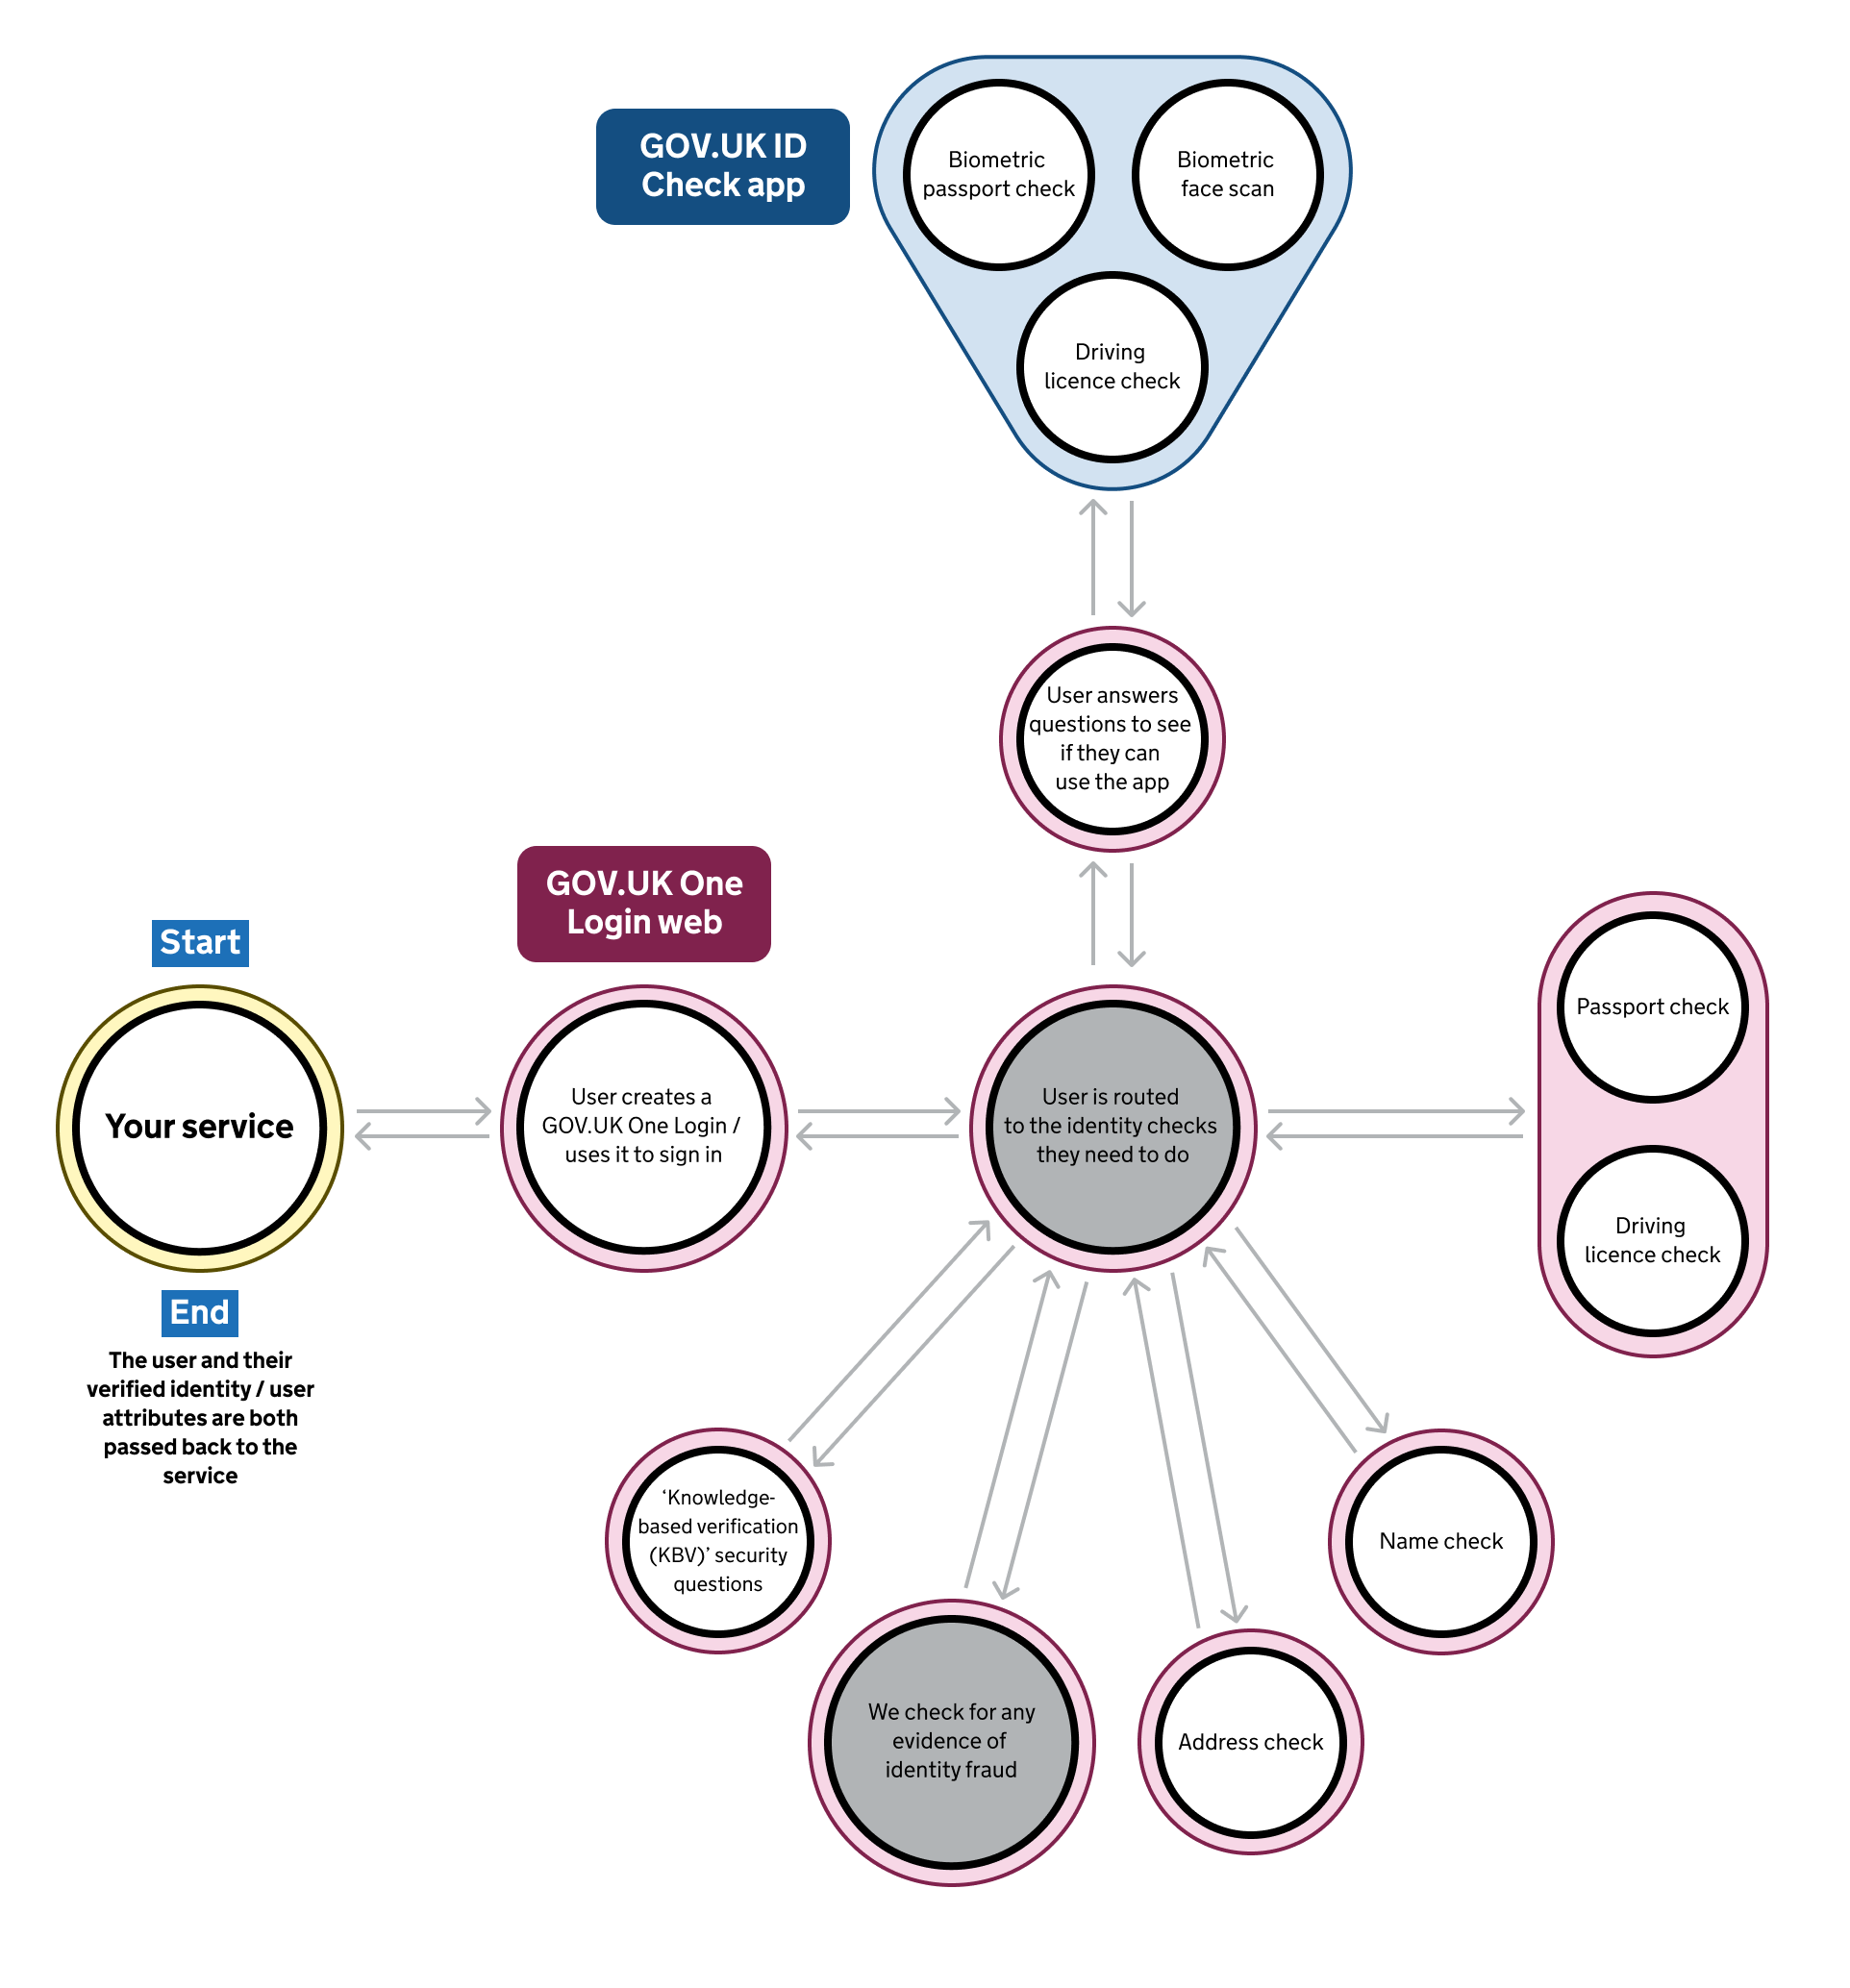 GOV.UK ID
Check app
Biometric
passport check
Biometric
face scan
Driving
licence check
User answers
questions to see
if they can
use the app
GOV.UK One
Login web
Start
Your service
End
The user and their
verified identity / user
attributes are both
passed back to the
service
User creates a
GOV.UK One Login /
uses it to sign in
User is routed
to the identity checks
they need to do
Passport check
Driving
licence check
‘Knowledge-
based verification
(KBV)’ security
questions
We check for any
evidence of
identity fraud
Address check
Name check